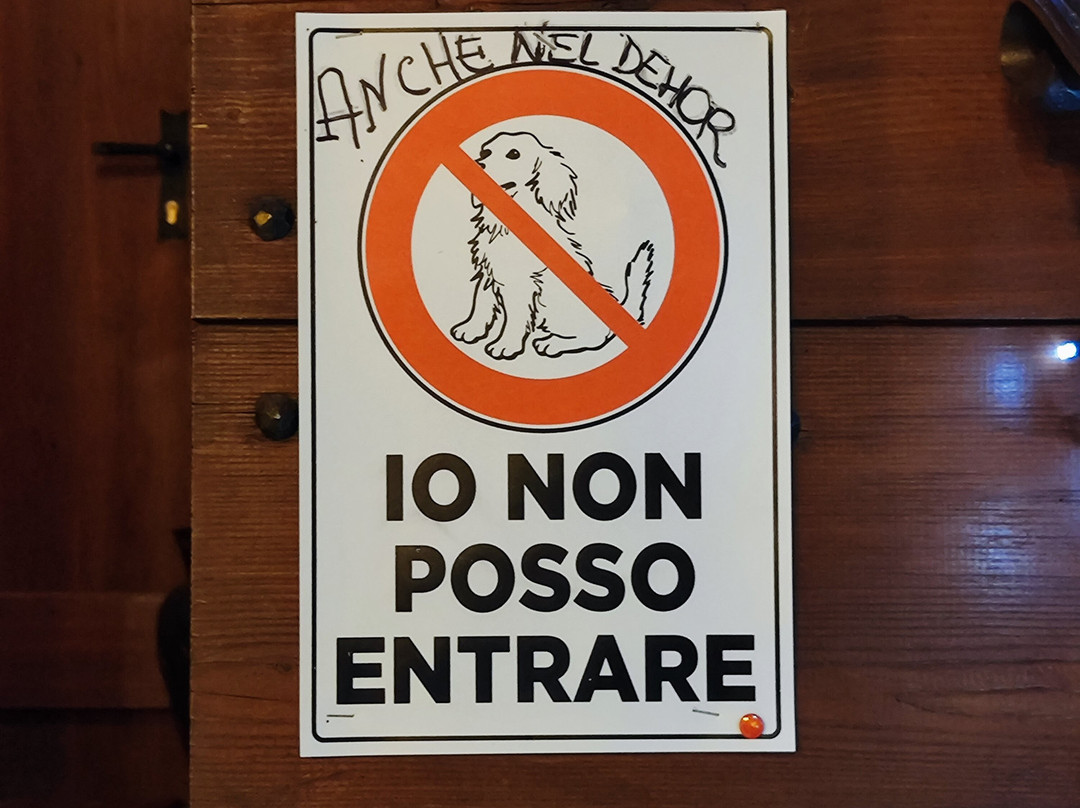 ANCHE NEL DEHOR
IO NON
POSSO
ENTRARE